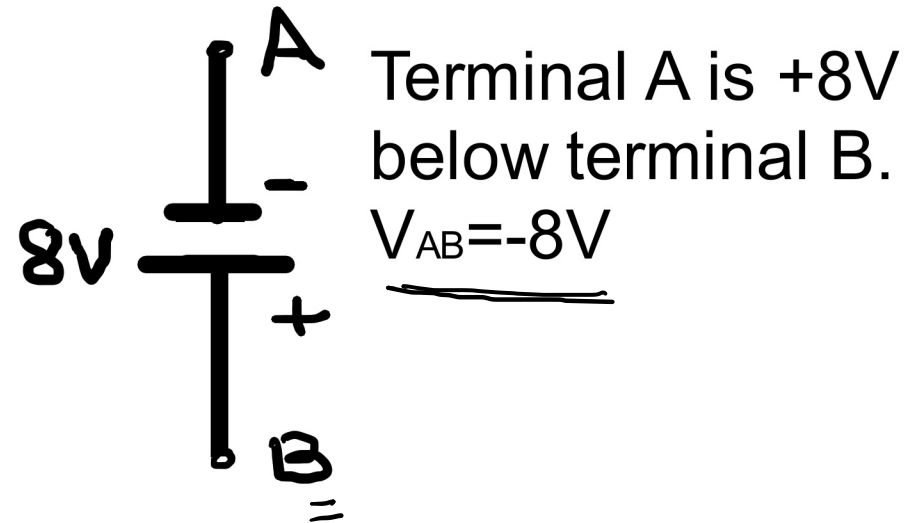 A
Terminal A is +8V
below terminal B.
-
8V
VAB=-8V
+
B